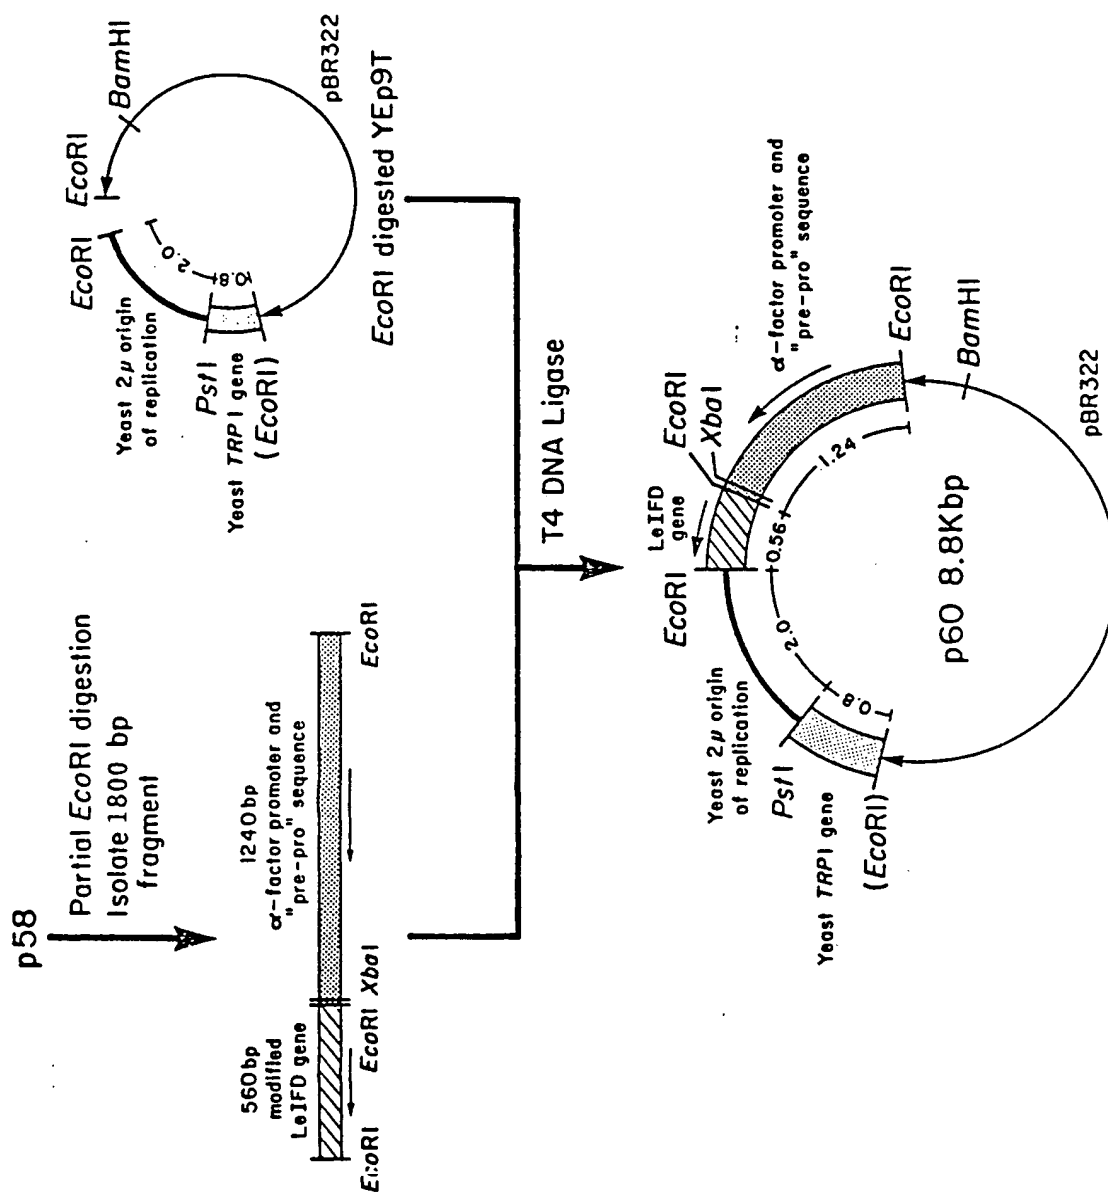 p58
Partial EcoRI digestion
Isolate 1800 bp
fragment
560bp
modified
LeIFD gene
1240bp
α-factor promoter and
"pre-pro" sequence
EcoRI
EcoRI
XbaI
EcoRI
EcoRI
EcoRI
BamHI
pBR322
2.0
0.8
Yeast 2μ origin
of replication
PstI
Yeast TRP1 gene
(EcoRI)
EcoRI digested YEp9T
T4 DNA Ligase
EcoRI
LeIFD
gene
EcoRI
XbaI
α-factor promoter and
"pre-pro" sequence
EcoRI
BamHI
pBR322
Yeast 2μ origin
of replication
PstI
Yeast TRP1 gene
(EcoRI)
0.8
2.0
0.56
1.24
p60 8.8Kbp